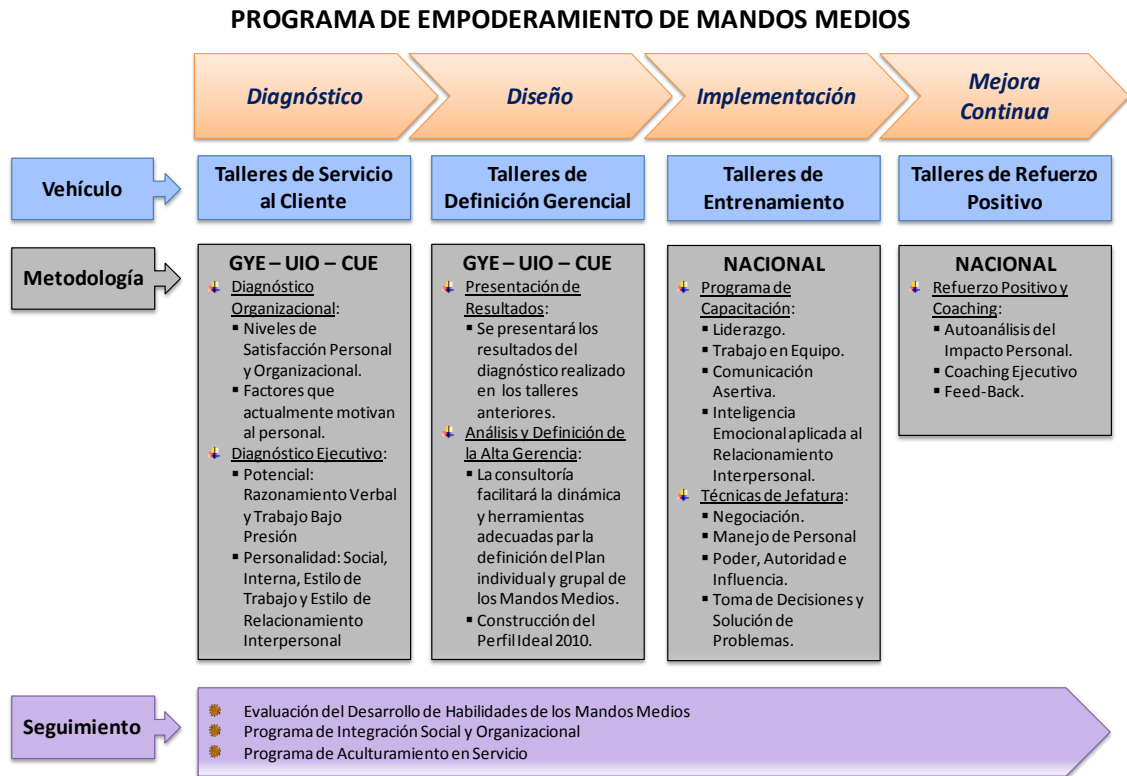 PROGRAMA DE EMPODERAMIENTO DE MANDOS MEDIOS
Diagnóstico
Diseño
Implementación
Mejora
Continua
Vehículo
Talleres de Servicio
al Cliente
Talleres de
Definición Gerencial
Talleres de
Entrenamiento
Talleres de Refuerzo
Positivo
Metodología
GYE – UIO – CUE
Diagnóstico
Organizacional:
Niveles de
Satisfacción Personal
y Organizacional.
Factores que
actualmente motivan
al personal.
Diagnóstico Ejecutivo:
Potencial:
Razonamiento Verbal
y Trabajo Bajo
Presión
Personalidad: Social,
Interna, Estilo de
Trabajo y Estilo de
Relacionamiento
Interpersonal
GYE – UIO – CUE
Presentación de
Resultados:
Se presentará los
resultados del
diagnóstico realizado
en los talleres
anteriores.
Análisis y Definición de
la Alta Gerencia:
La consultoría
facilitará la dinámica
y herramientas
adecuadas par la
definición del Plan
individual y grupal de
los Mandos Medios.
Construcción del
Perfil Ideal 2010.
NACIONAL
Programa de
Capacitación:
Liderazgo.
Trabajo en Equipo.
Comunicación
Asertiva.
Inteligencia
Emocional aplicada al
Relacionamiento
Interpersonal.
Técnicas de Jefatura:
Negociación.
Manejo de Personal
Poder, Autoridad e
Influencia.
Toma de Decisiones y
Solución de
Problemas.
NACIONAL
Refuerzo Positivo y
Coaching:
Autoanálisis del
Impacto Personal.
Coaching Ejecutivo
Feed-Back.
Seguimiento
Evaluación del Desarrollo de Habilidades de los Mandos Medios
Programa de Integración Social y Organizacional
Programa de Aculturamiento en Servicio